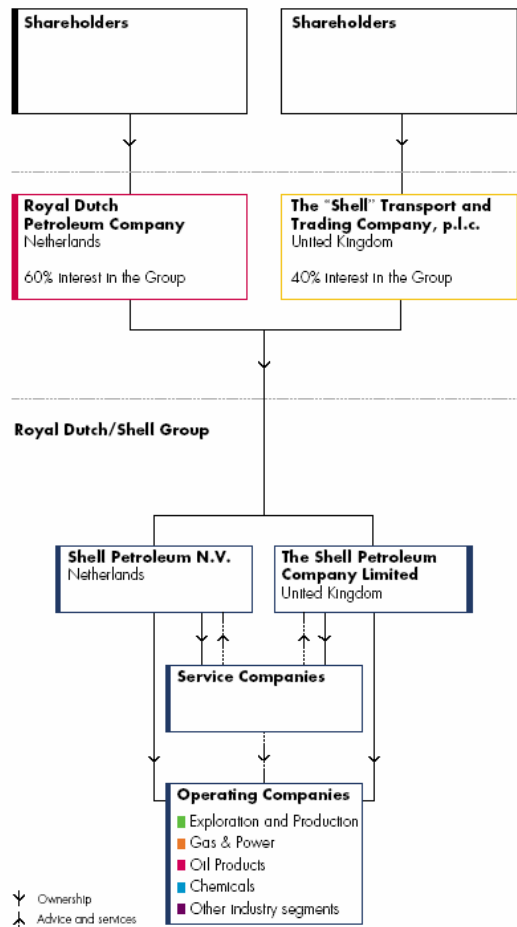 Shareholders
Shareholders
Royal Dutch
Petroleum Company
Netherlands
60% interest in the Group
The "Shell" Transport and
Trading Company, p.l.c.
United Kingdom
40% interest in the Group
Royal Dutch/Shell Group
Shell Petroleum N.V.
Netherlands
The Shell Petroleum
Company Limited
United Kingdom
Service Companies
Operating Companies
Exploration and Production
Gas & Power
Oil Products
Chemicals
Other industry segments
Ownership
Advice and services